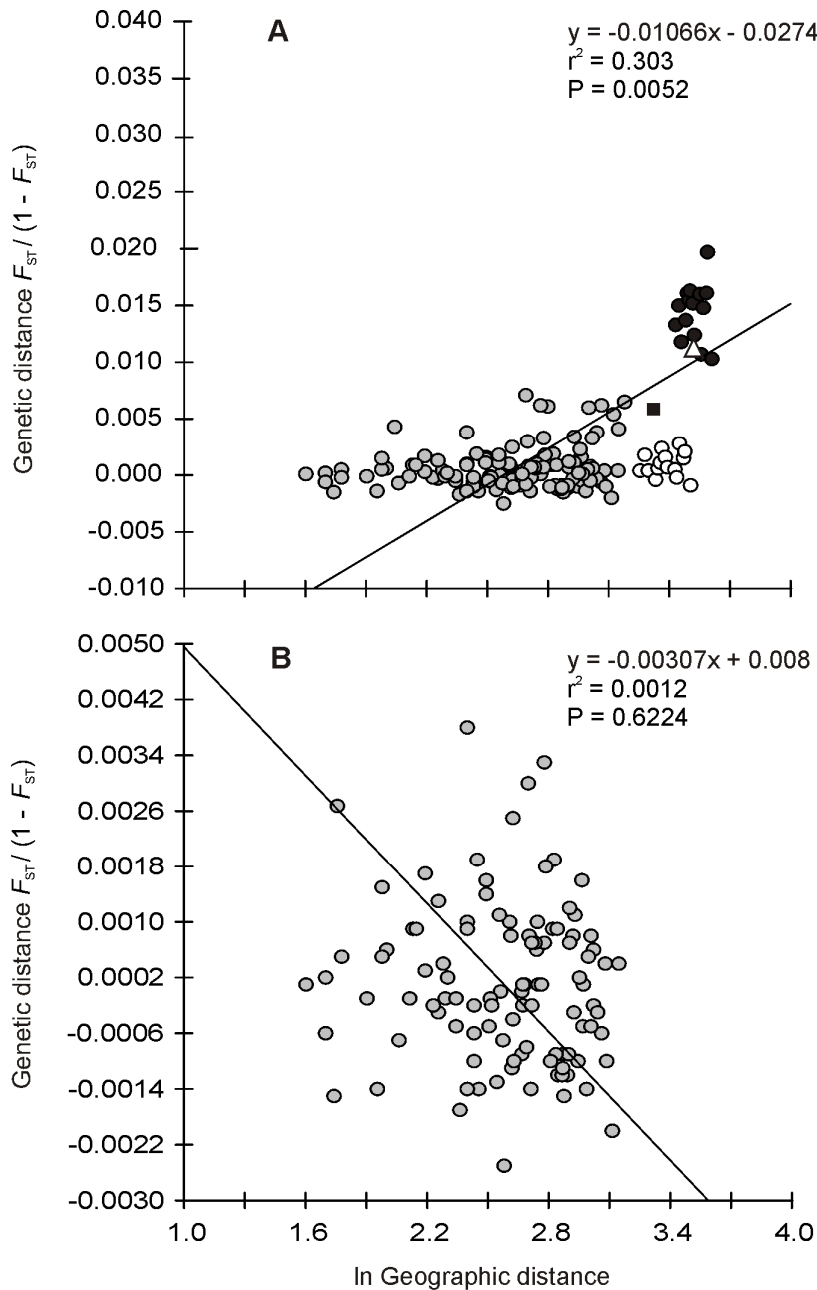 A
y = -0.01066x - 0.0274
r² = 0.303
P = 0.0052
0.040
0.035
0.030
0.025
0.020
0.015
0.010
0.005
0.000
-0.005
-0.010
Genetic distance F_ST / (1 - F_ST)
B
y = -0.00307x + 0.008
r² = 0.0012
P = 0.6224
0.0050
0.0042
0.0034
0.0026
0.0018
0.0010
0.0002
-0.0006
-0.0014
-0.0022
-0.0030
Genetic distance F_ST / (1 - F_ST)
1.0 1.6 2.2 2.8 3.4 4.0
ln Geographic distance